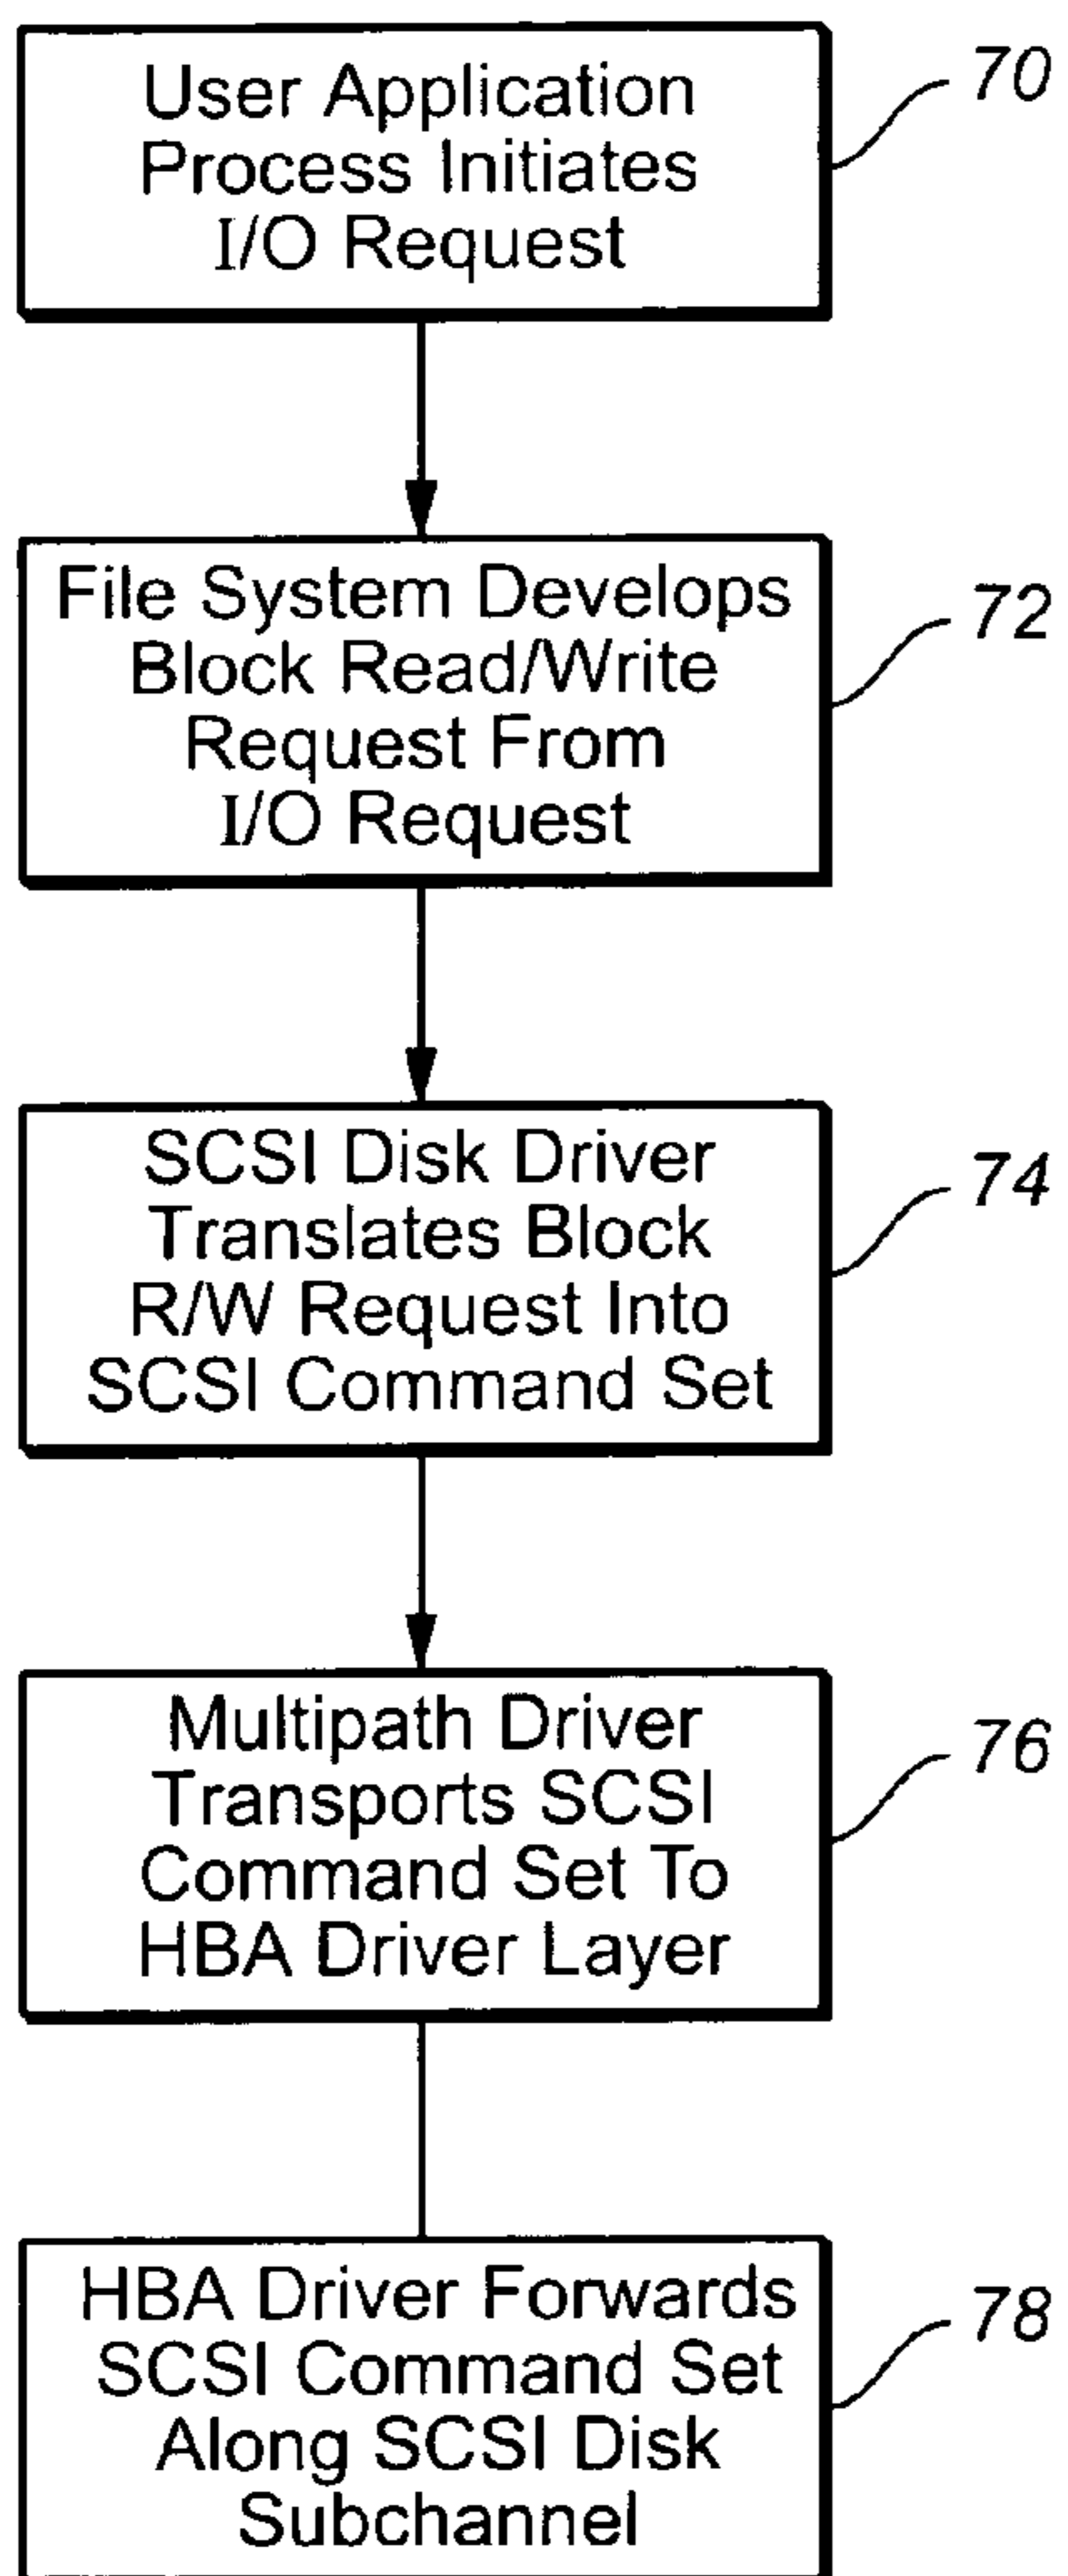 User Application
Process Initiates
I/O Request
70
File System Develops
Block Read/Write
Request From
I/O Request
72
SCSI Disk Driver
Translates Block
R/W Request Into
SCSI Command Set
74
Multipath Driver
Transports SCSI
Command Set To
HBA Driver Layer
76
HBA Driver Forwards
SCSI Command Set
Along SCSI Disk
Subchannel
78